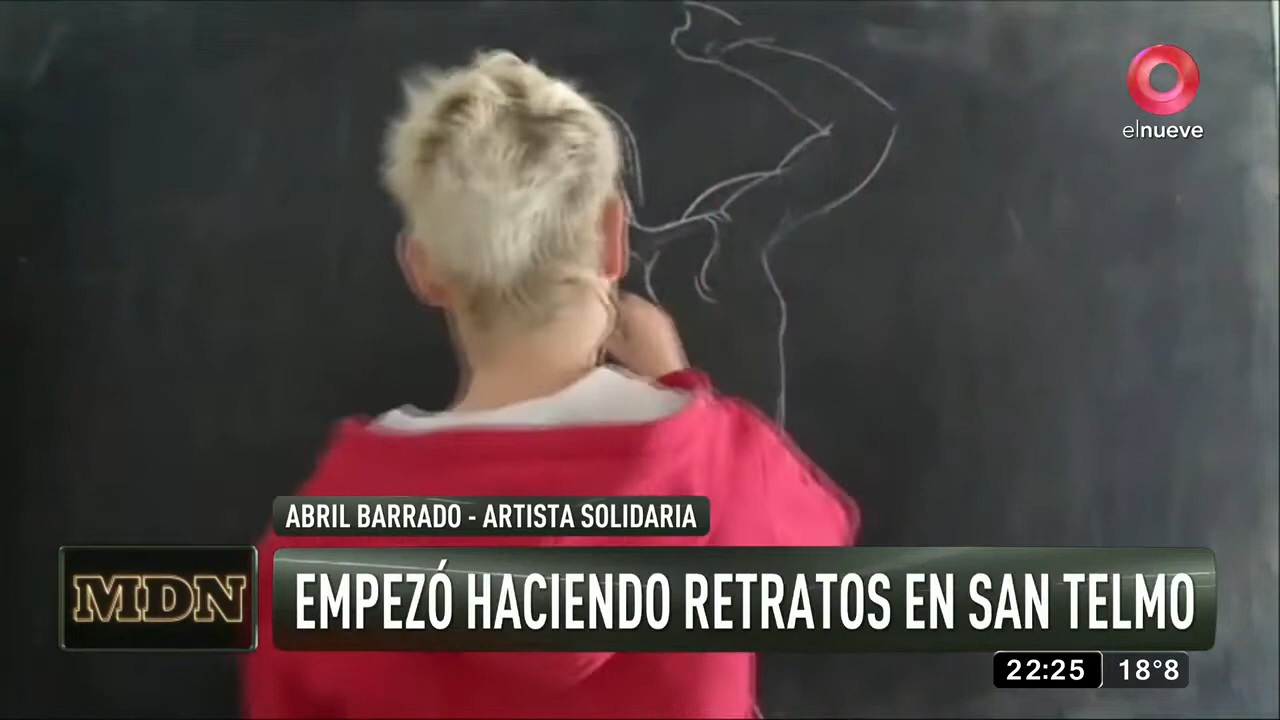 elnueve
ABRIL BARRADO - ARTISTA SOLIDARIA
MDN
EMPEZÓ HACIENDO RETRATOS EN SAN TELMO
22:25 18°8